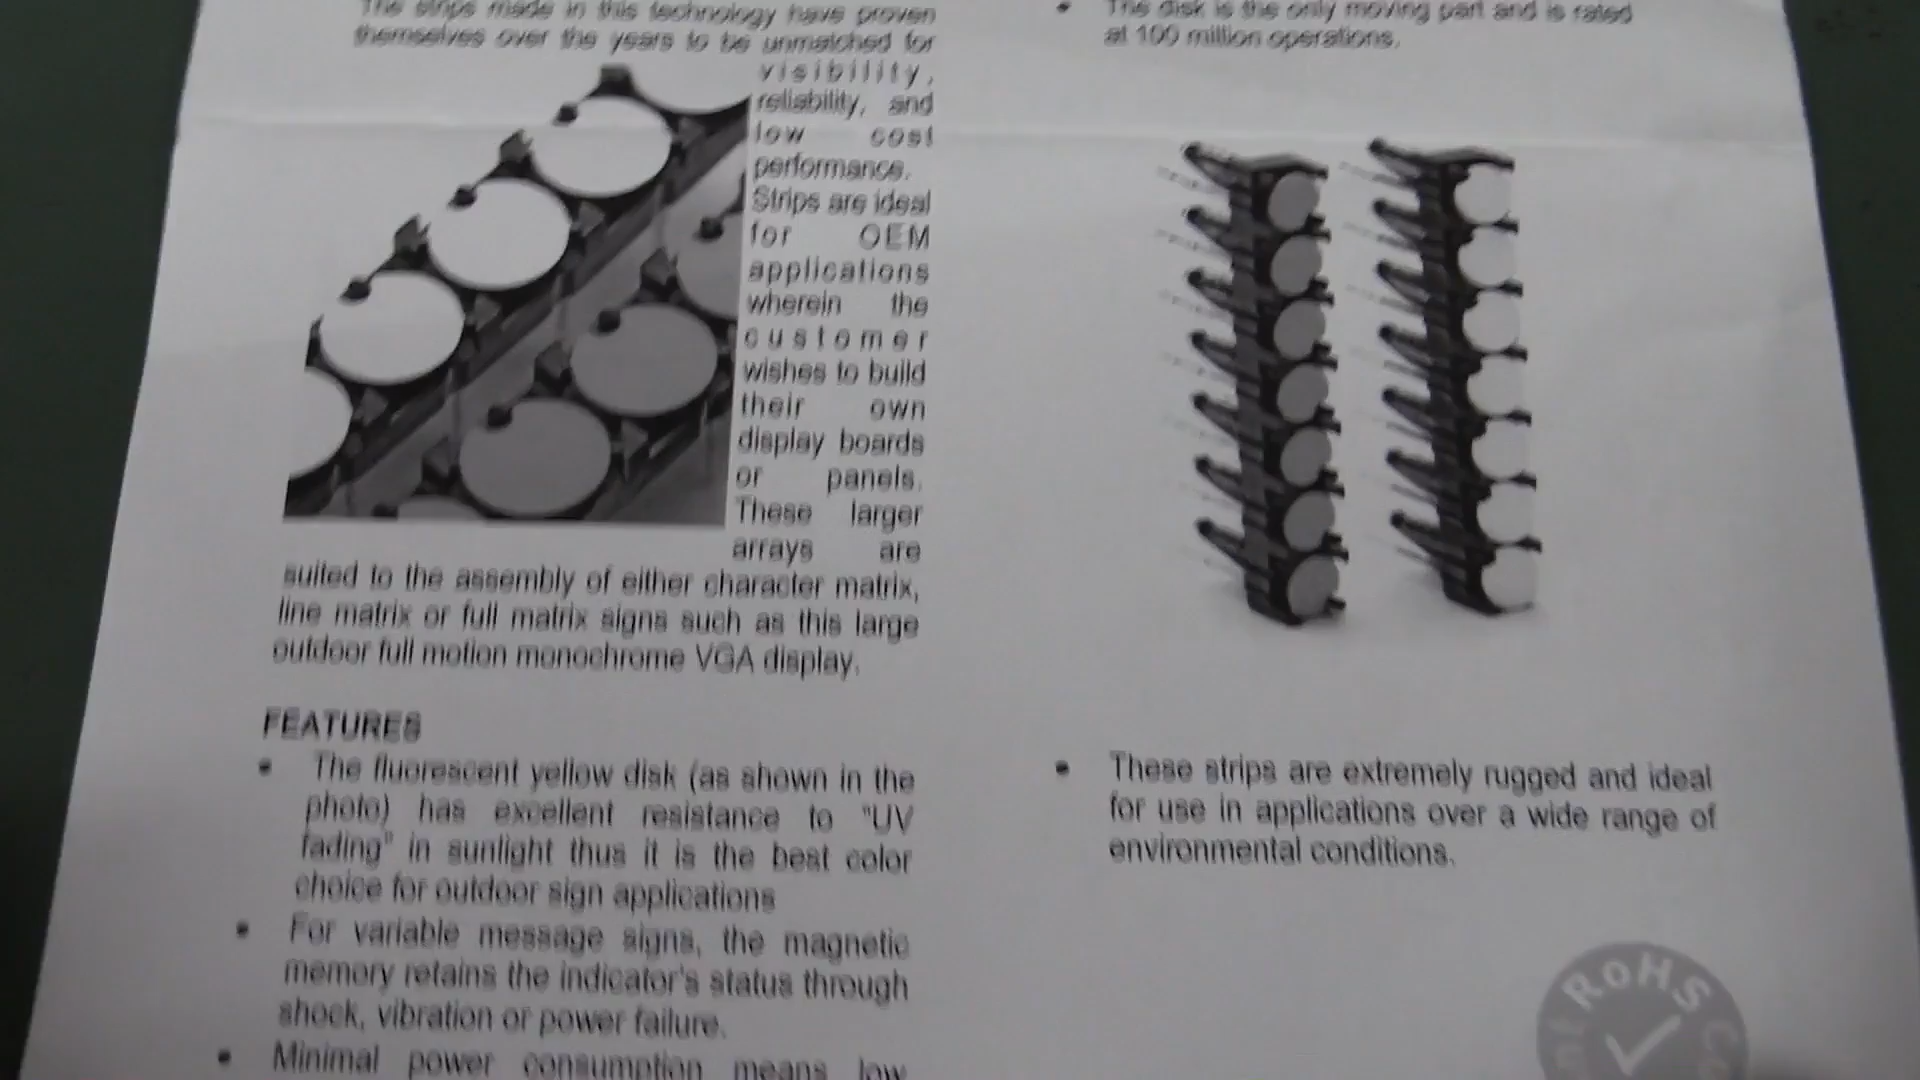 The strips made in this technology have proven
themselves over the years to be unmatched for
visibility,
reliability, and
low cost
performance.
Strips are ideal
for OEM
applications
wherein the
customer
wishes to build
their own
display boards
or panels.
These larger
arrays are
suited to the assembly of either character matrix,
line matrix or full matrix signs such as this large
outdoor full motion monochrome VGA display.
FEATURES
• The fluorescent yellow disk (as shown in the
photo) has excellent resistance to "UV
fading" in sunlight thus it is the best color
choice for outdoor sign applications
• For variable message signs, the magnetic
memory retains the indicator's status through
shock, vibration or power failure.
• Minimal power consumption means low
• The disk is the only moving part and is rated
at 100 million operations.
• These strips are extremely rugged and ideal
for use in applications over a wide range of
environmental conditions.
RoHS